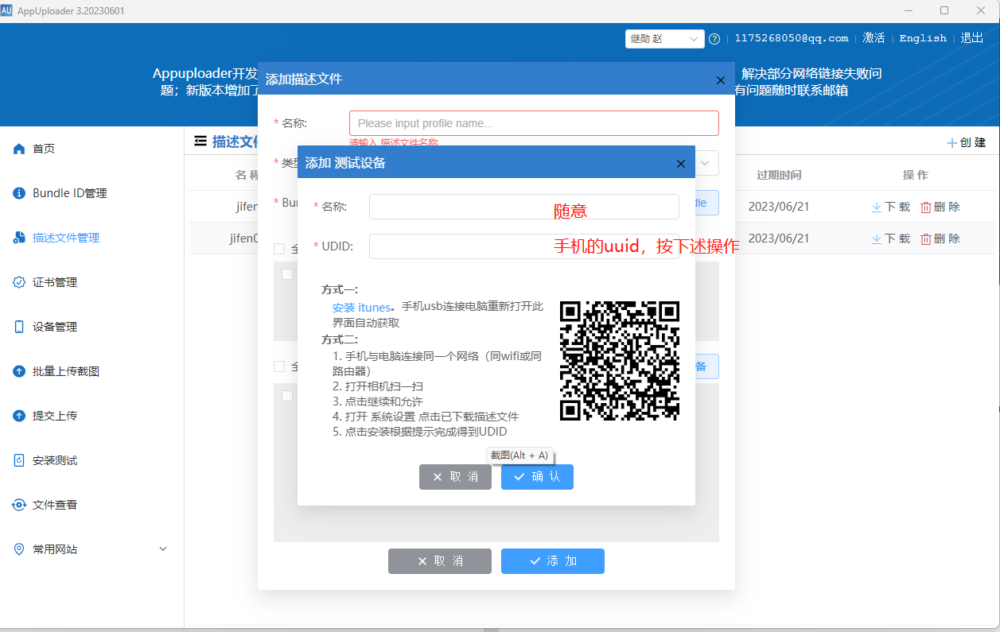 AU AppUploader 3.20230601
继勋 赵
? | 1175268050@qq.com | 激活 | English | 退出
Appuploader开发
解决部分网络链接失败问
题；新版本增加了
有问题随时联系邮箱
添加描述文件
* 名称:
Please input profile name...
请输入 描述文件名称
首页
描述文件
创 建
添加 测试设备
* 类型
名 称
过期时间
操 作
Bundle ID管理
* Bun
dle
* 名称:
随意
jifen
2023/06/21
下 载
删 除
描述文件管理
jifen0
2023/06/21
下 载
删 除
* UDID:
手机的uuid，按下述操作
全
证书管理
方式一:
安装 itunes。手机usb连接电脑重新打开此
界面自动获取
设备管理
方式二:
1. 手机与电脑连接同一个网络（同wifi或同
路由器）
全
备
批量上传截图
2. 打开相机扫一扫
3. 点击继续和允许
提交上传
4. 打开 系统设置 点击已下载描述文件
5. 点击安装根据提示完成得到UDID
安装测试
截图(Alt + A)
取 消
确 认
文件查看
常用网站
取 消
添 加